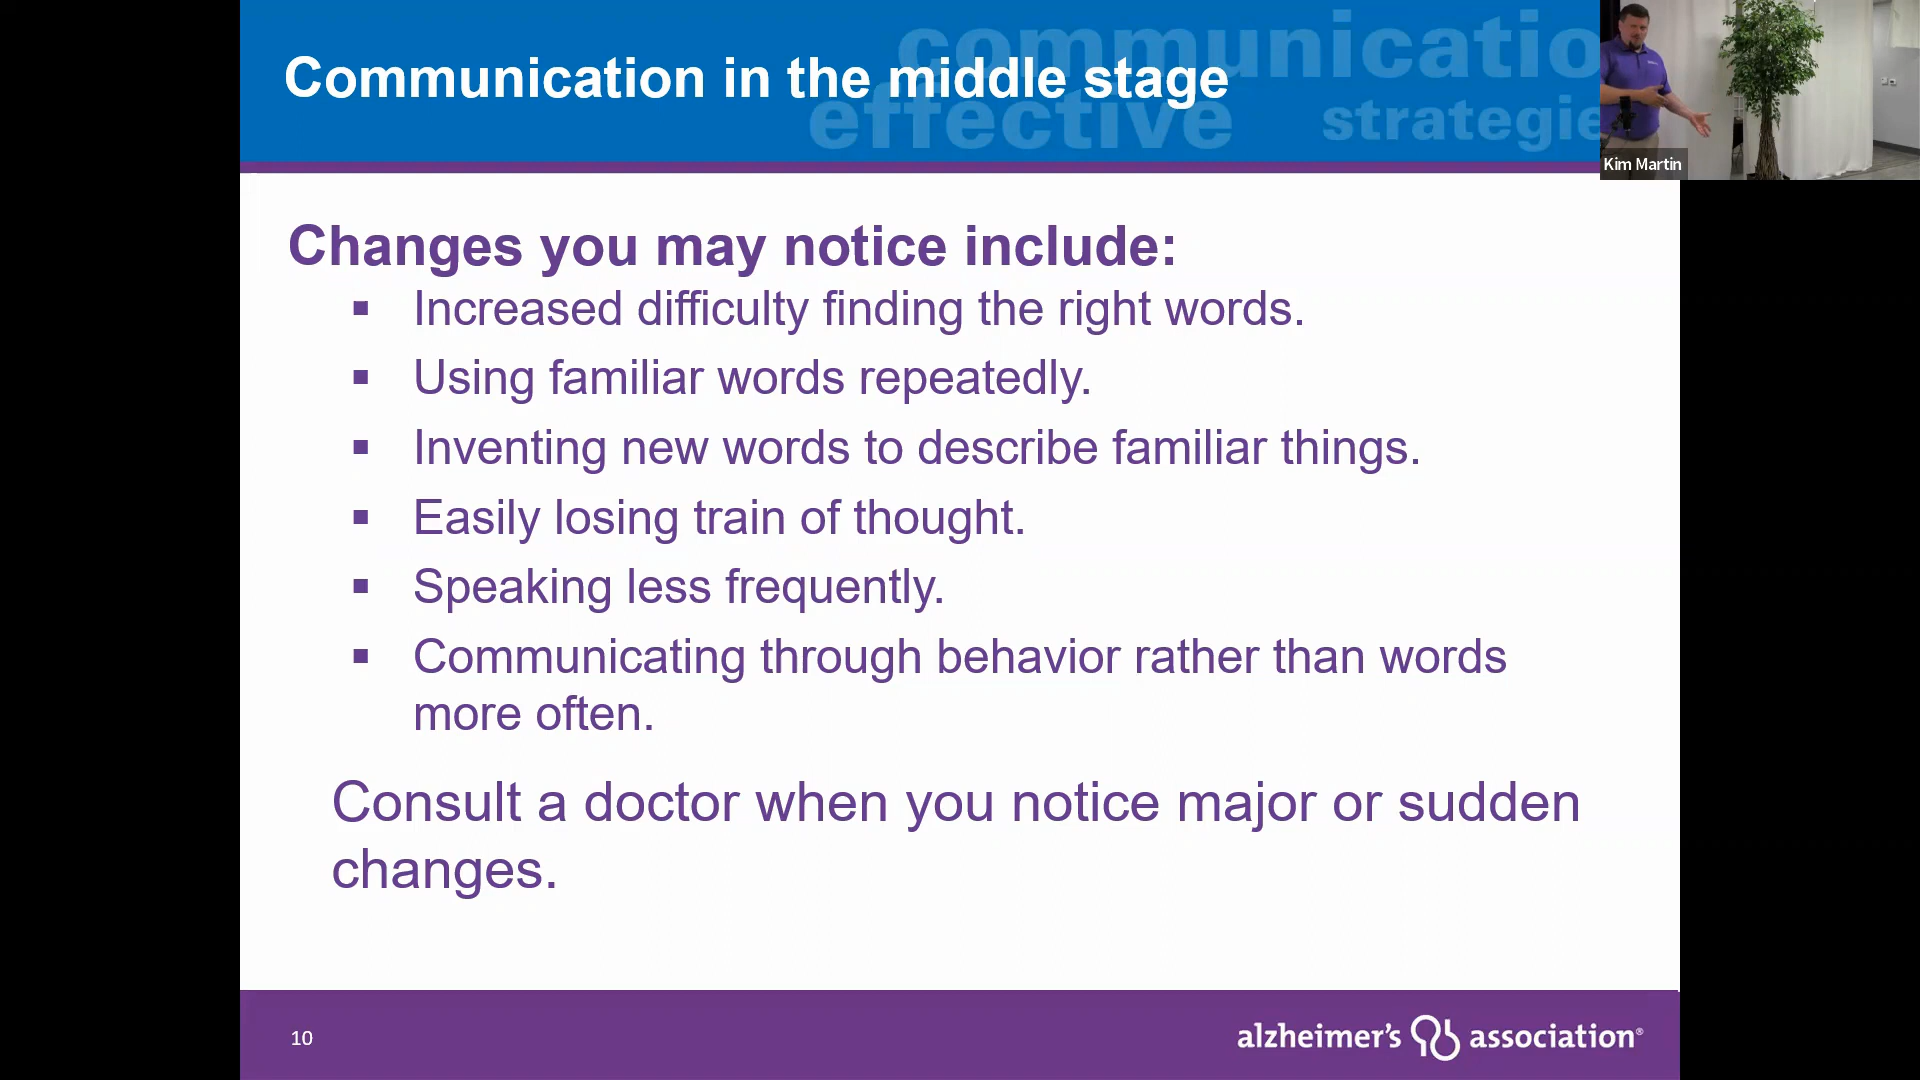 communicatio
Communication in the middle stage
effective strategie
Kim Martin
Changes you may notice include:
▪ Increased difficulty finding the right words.
▪ Using familiar words repeatedly.
▪ Inventing new words to describe familiar things.
▪ Easily losing train of thought.
▪ Speaking less frequently.
▪ Communicating through behavior rather than words
more often.
Consult a doctor when you notice major or sudden
changes.
10
alzheimer's association®